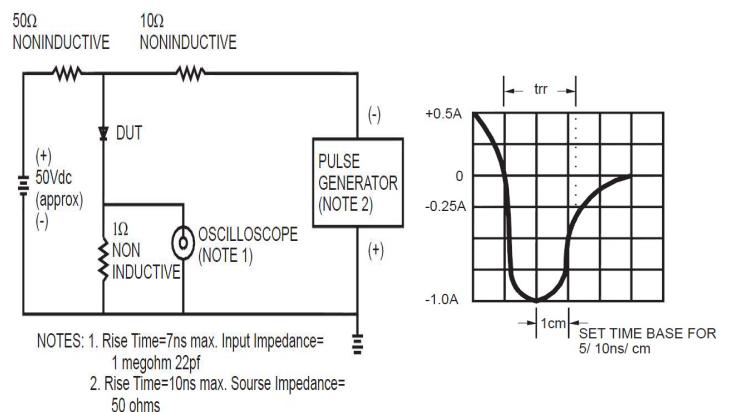 50Ω
NONINDUCTIVE
10Ω
NONINDUCTIVE
DUT
(+)
50Vdc
(approx)
(-)
1Ω
NON
INDUCTIVE
OSCILLOSCOPE
(NOTE 1)
(-)
PULSE
GENERATOR
(NOTE 2)
(+)
NOTES: 1. Rise Time=7ns max. Input Impedance=
1 megohm 22pf
2. Rise Time=10ns max. Sourse Impedance=
50 ohms
trr
+0.5A
0
-0.25A
-1.0A
1cm
SET TIME BASE FOR
5/ 10ns/ cm